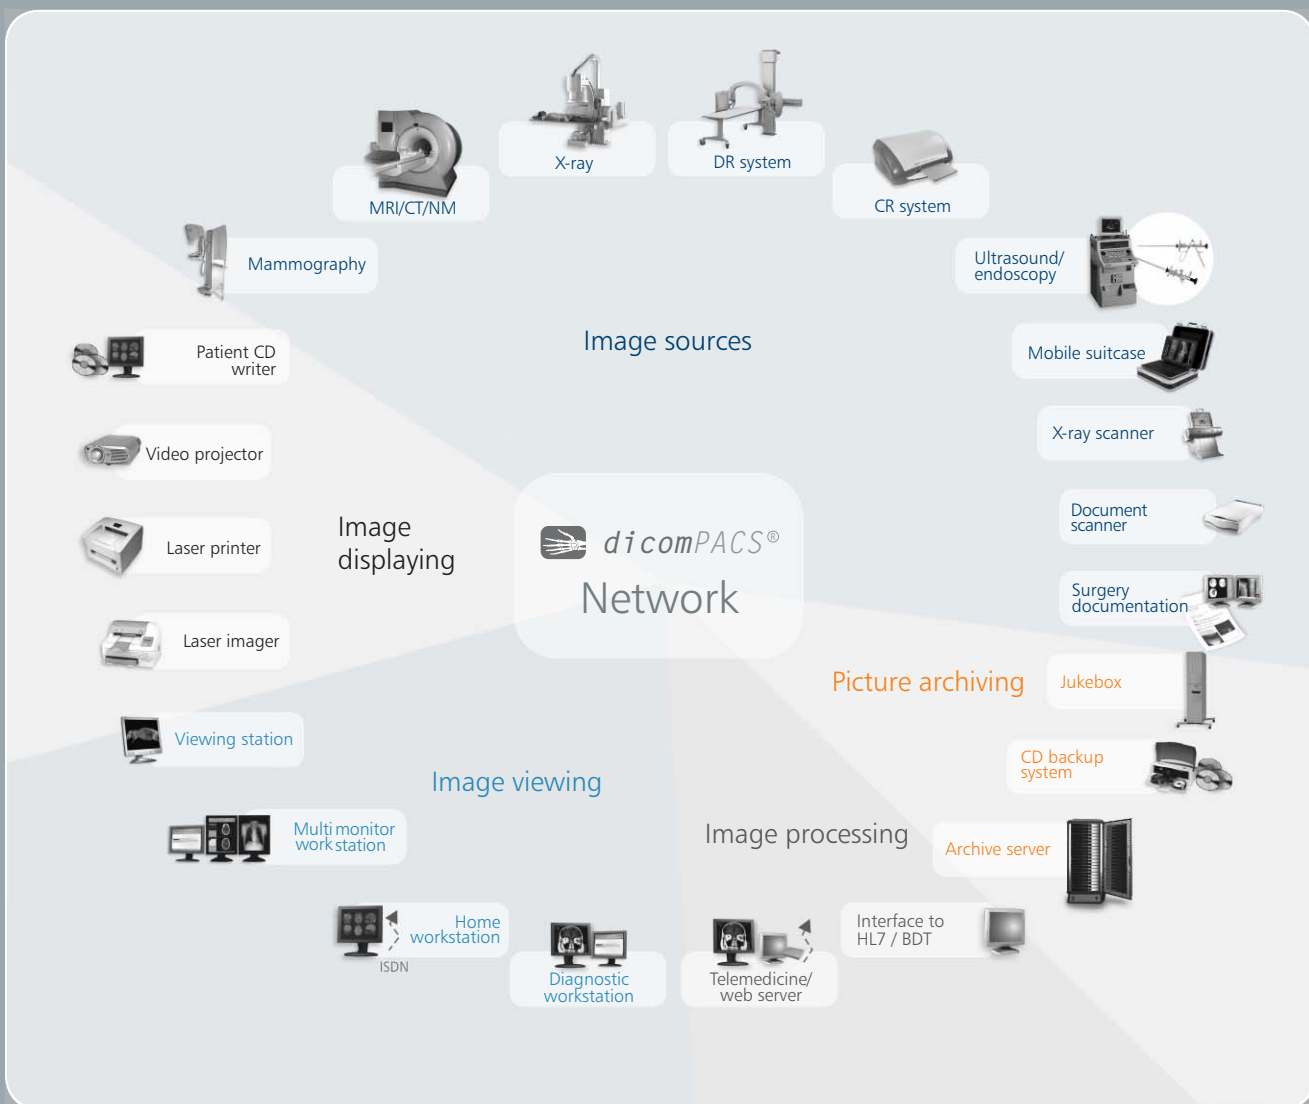 X-ray
DR system
MRI/CT/NM
CR system
Mammography
Ultrasound/
endoscopy
Image sources
Patient CD
writer
Mobile suitcase
Video projector
X-ray scanner
Image
displaying
Laser printer
dicomPACS®
Network
Document
scanner
Surgery
documentation
Laser imager
Picture archiving
Jukebox
Viewing station
CD backup
system
Image viewing
Multi monitor
work station
Image processing
Archive server
Home
workstation
ISDN
Interface to
HL7 / BDT
Diagnostic
workstation
Telemedicine/
web server